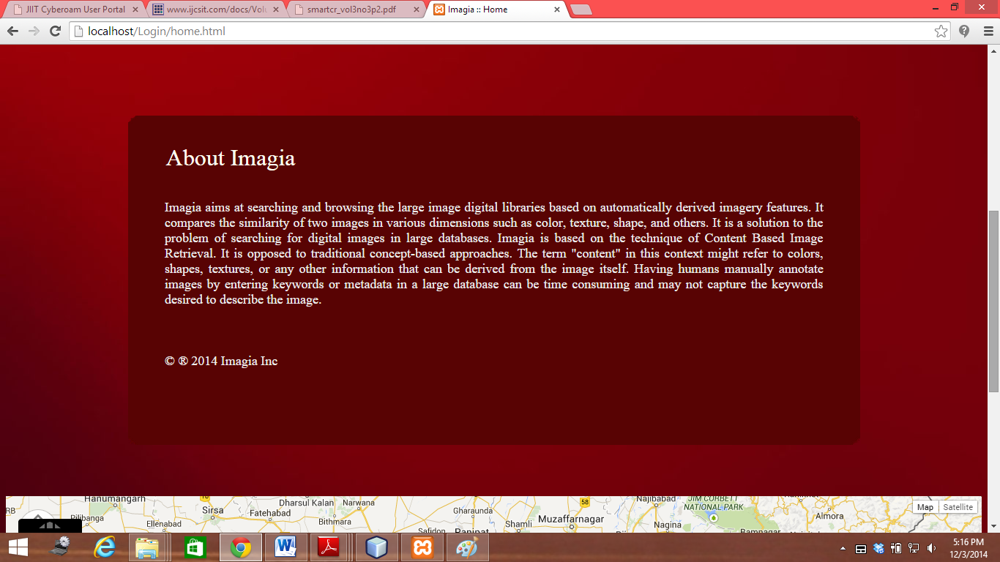 JIIT Cyberoam User Portal
www.ijcsit.com/docs/Volu
smartcr_vol3no3p2.pdf
Imagia :: Home
localhost/Login/home.html
About Imagia
Imagia aims at searching and browsing the large image digital libraries based on automatically derived imagery features. It
compares the similarity of two images in various dimensions such as color, texture, shape, and others. It is a solution to the
problem of searching for digital images in large databases. Imagia is based on the technique of Content Based Image
Retrieval. It is opposed to traditional concept-based approaches. The term "content" in this context might refer to colors,
shapes, textures, or any other information that can be derived from the image itself. Having humans manually annotate
images by entering keywords or metadata in a large database can be time consuming and may not capture the keywords
desired to describe the image.
© ® 2014 Imagia Inc
Hanumangarh
10
Dharsul Kalan
Narwana
58
Najibabad
JIM CORBETT
NATIONAL PARK
Map
Satellite
RB
Pilibanga
Sirsa
Fatehabad
Gharaunda
Almora
Ellenabad
Bithmara
Safidon
Panipat
Shamli
Muzaffarnagar
Nagina
Ramnagar
5:16 PM
12/3/2014